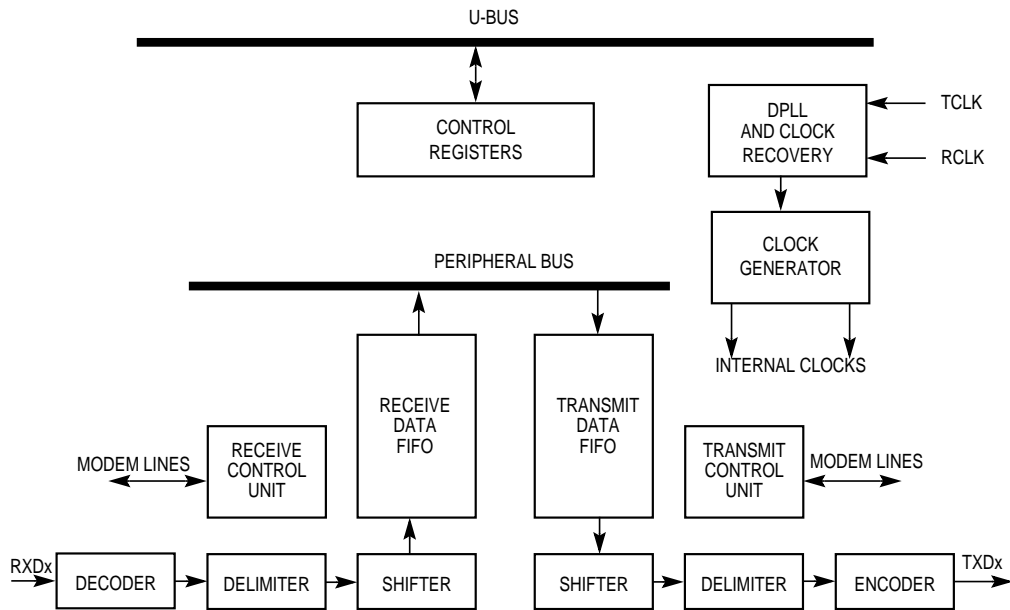 U-BUS
CONTROL
REGISTERS
DPLL
AND CLOCK
RECOVERY
TCLK
RCLK
CLOCK
GENERATOR
INTERNAL CLOCKS
PERIPHERAL BUS
RECEIVE
DATA
FIFO
TRANSMIT
DATA
FIFO
MODEM LINES
RECEIVE
CONTROL
UNIT
TRANSMIT
CONTROL
UNIT
MODEM LINES
RXDx
DECODER
DELIMITER
SHIFTER
SHIFTER
DELIMITER
ENCODER
TXDx